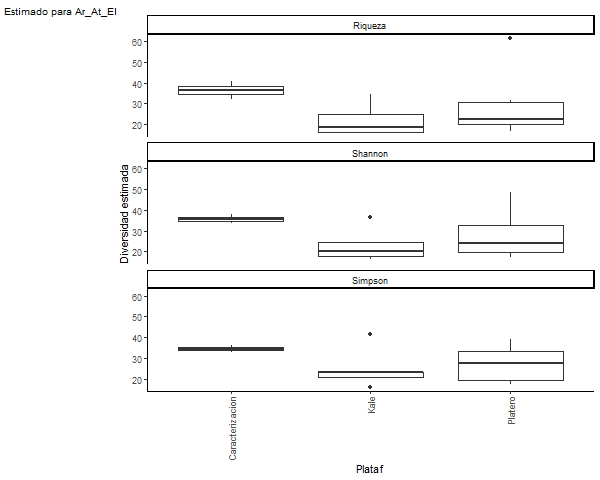 Estimado para Ar_At_El
Riqueza
60
50
40
30
20
Shannon
60
50
40
30
20
Simpson
60
50
40
30
20
Diversidad estimada
Caracterizacion
Kale
Platero
Plataf